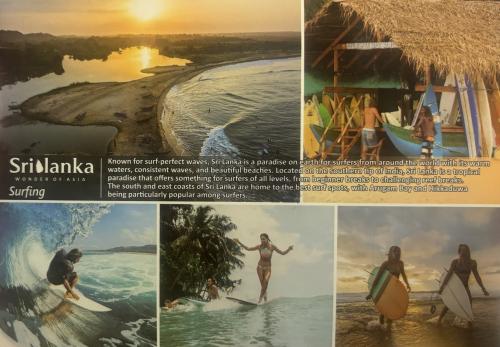 Sri Lanka
WONDER OF ASIA
Surfing
Known for surf-perfect waves, Sri Lanka is a paradise on earth for surfers from around the world with its warm
waters, consistent waves, and beautiful beaches. Located on the southern tip of India, Sri Lanka is a tropical
paradise that offers something for surfers of all levels, from beginner breaks to challenging reef breaks.
The south and east coasts of Sri Lanka are home to the best surf spots, with Arugam Bay and Hikkaduwa
being particularly popular among surfers.